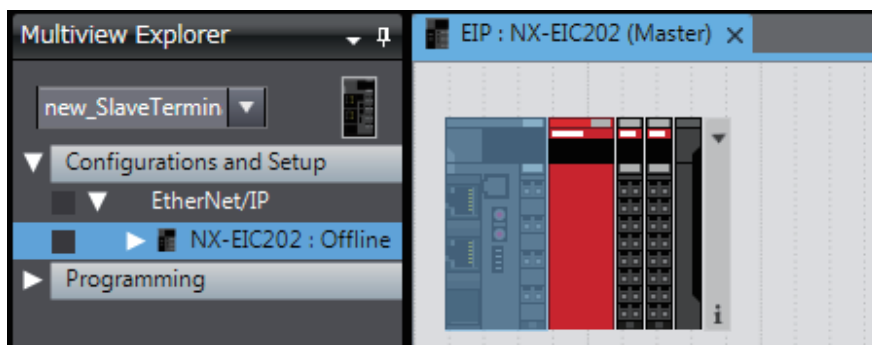 Multiview Explorer
new_SlaveTermin
Configurations and Setup
EtherNet/IP
NX-EIC202 : Offline
Programming
EIP : NX-EIC202 (Master)
i